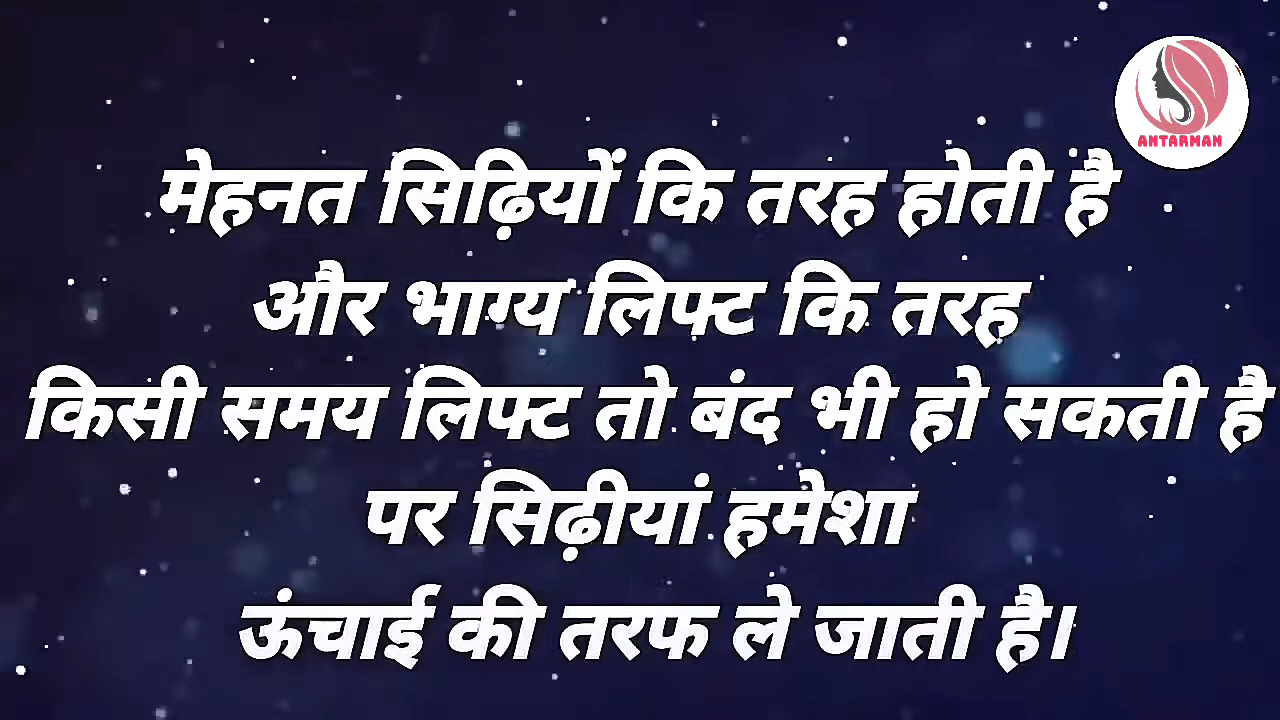 ANTARMAN
मेहनत सिढ़ियों कि तरह होती है
और भाग्य लिफ्ट कि तरह
किसी समय लिफ्ट तो बंद भी हो सकती है
पर सिढ़ीयां हमेशा
ऊंचाई की तरफ ले जाती है।